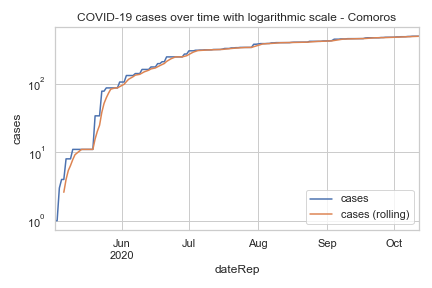 COVID-19 cases over time with logarithmic scale - Comoros
cases
10²
10¹
10⁰
Jun
2020
Jul
Aug
Sep
Oct
dateRep
cases
cases (rolling)